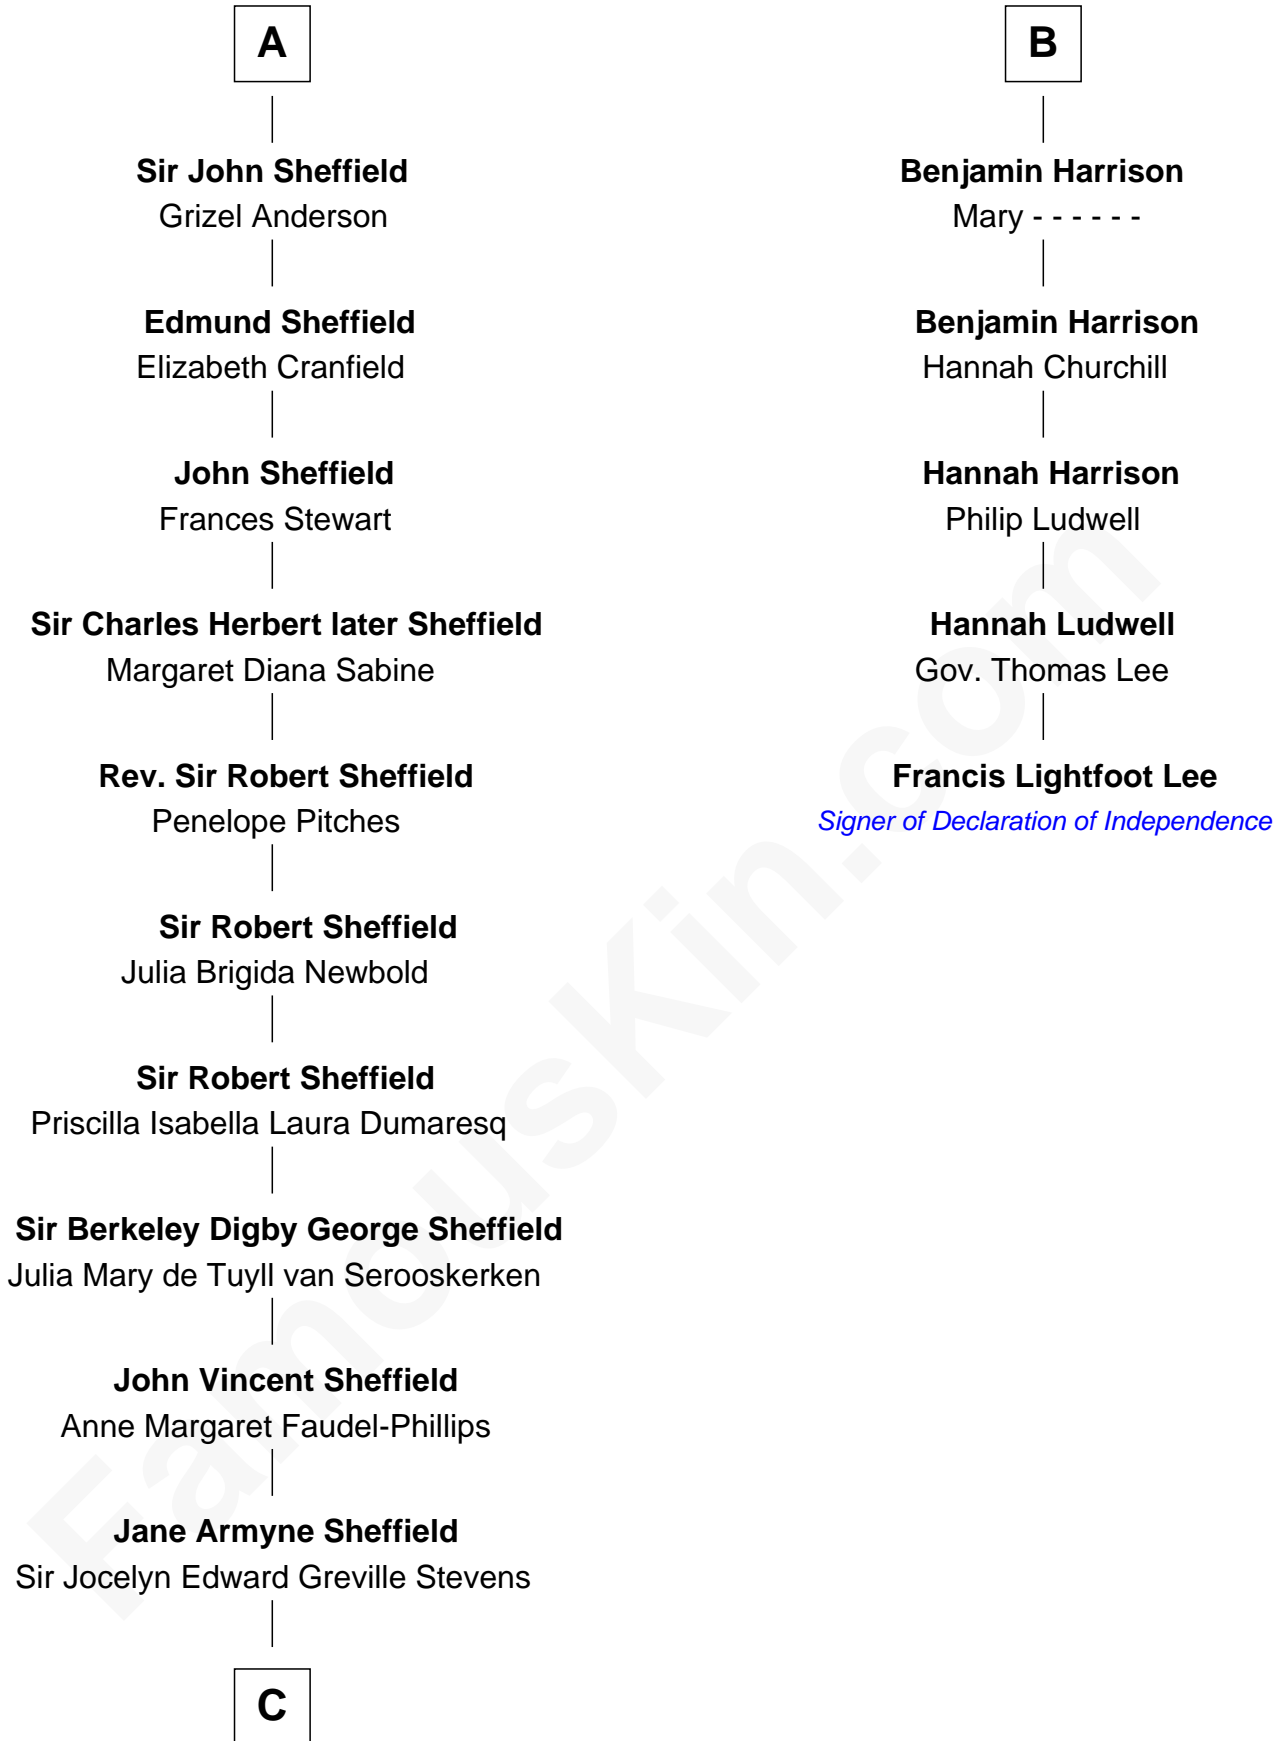 A
Sir John Sheffield
Grizel Anderson
Edmund Sheffield
Elizabeth Cranfield
John Sheffield
Frances Stewart
Sir Charles Herbert later Sheffield
Margaret Diana Sabine
Rev. Sir Robert Sheffield
Penelope Pitches
Sir Robert Sheffield
Julia Brigida Newbold
Sir Robert Sheffield
Priscilla Isabella Laura Dumaresq
Sir Berkeley Digby George Sheffield
Julia Mary de Tuyll van Serooskerken
John Vincent Sheffield
Anne Margaret Faudel-Phillips
Jane Armyne Sheffield
Sir Jocelyn Edward Greville Stevens
C
B
Benjamin Harrison
Mary - - - - - -
Benjamin Harrison
Hannah Churchill
Hannah Harrison
Philip Ludwell
Hannah Ludwell
Gov. Thomas Lee
Francis Lightfoot Lee
Signer of Declaration of Independence
FamousKin.com